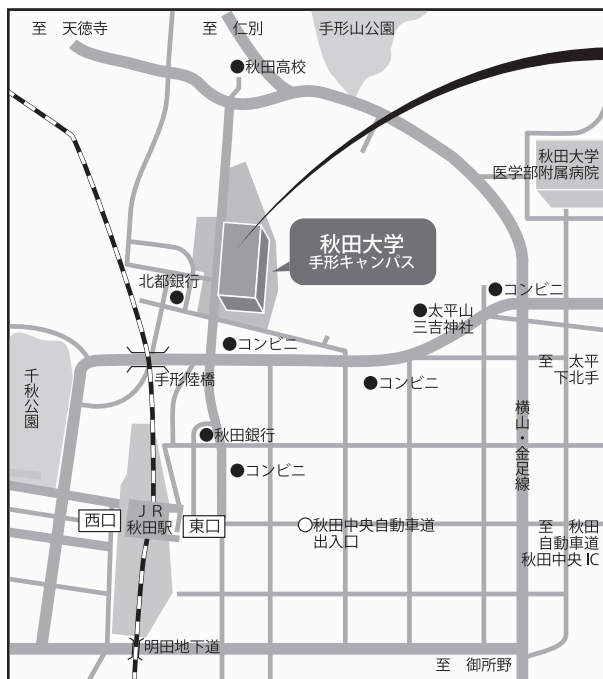 至 天徳寺
至 仁別
手形山公園
秋田高校
秋田大学
医学部附属病院
秋田大学
手形キャンパス
北都銀行
コンビニ
太平山
三吉神社
コンビニ
至 太平
下北手
手形陸橋
コンビニ
千秋公園
横山・金足線
秋田銀行
コンビニ
西口
JR
秋田駅
東口
秋田中央自動車道
出入口
至 秋田
自動車道
秋田中央IC
明田地下道
至 御所野